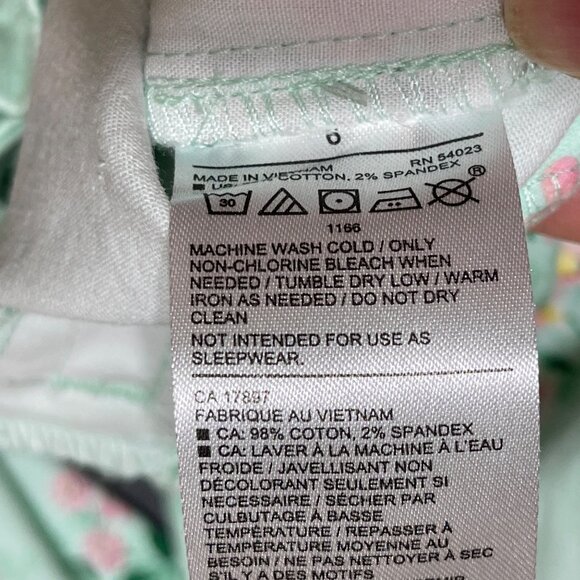 6
MADE IN VIETNAM RN 54023
COTTON, 2% SPANDEX
30
1166
MACHINE WASH COLD / ONLY
NON-CHLORINE BLEACH WHEN
NEEDED / TUMBLE DRY LOW / WARM
IRON AS NEEDED / DO NOT DRY
CLEAN
NOT INTENDED FOR USE AS
SLEEPWEAR.
CA 17897
FABRIQUE AU VIETNAM
CA: 98% COTON, 2% SPANDEX
CA: LAVER À LA MACHINE À L'EAU
FROIDE / JAVELLISANT NON
DÉCOLORANT SEULEMENT SI
NÉCESSAIRE / SÉCHER PAR
CULBUTAGE À BASSE
TEMPÉRATURE / REPASSER À
TEMPÉRATURE MOYENNE AU
BESOIN / NE PAS NETTOYER À SEC
S'IL Y A DES MOTIFS